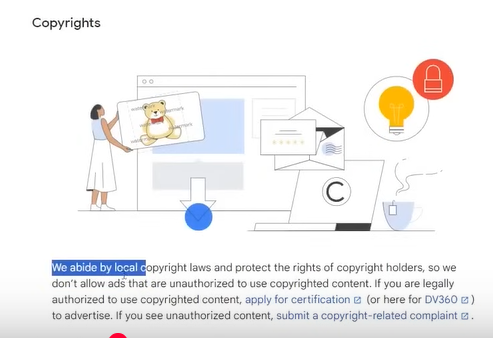 Copyrights
C
We abide by local copyright laws and protect the rights of copyright holders, so we
don't allow ads that are unauthorized to use copyrighted content. If you are legally
authorized to use copyrighted content, apply for certification (or here for DV360)
to advertise. If you see unauthorized content, submit a copyright-related complaint.